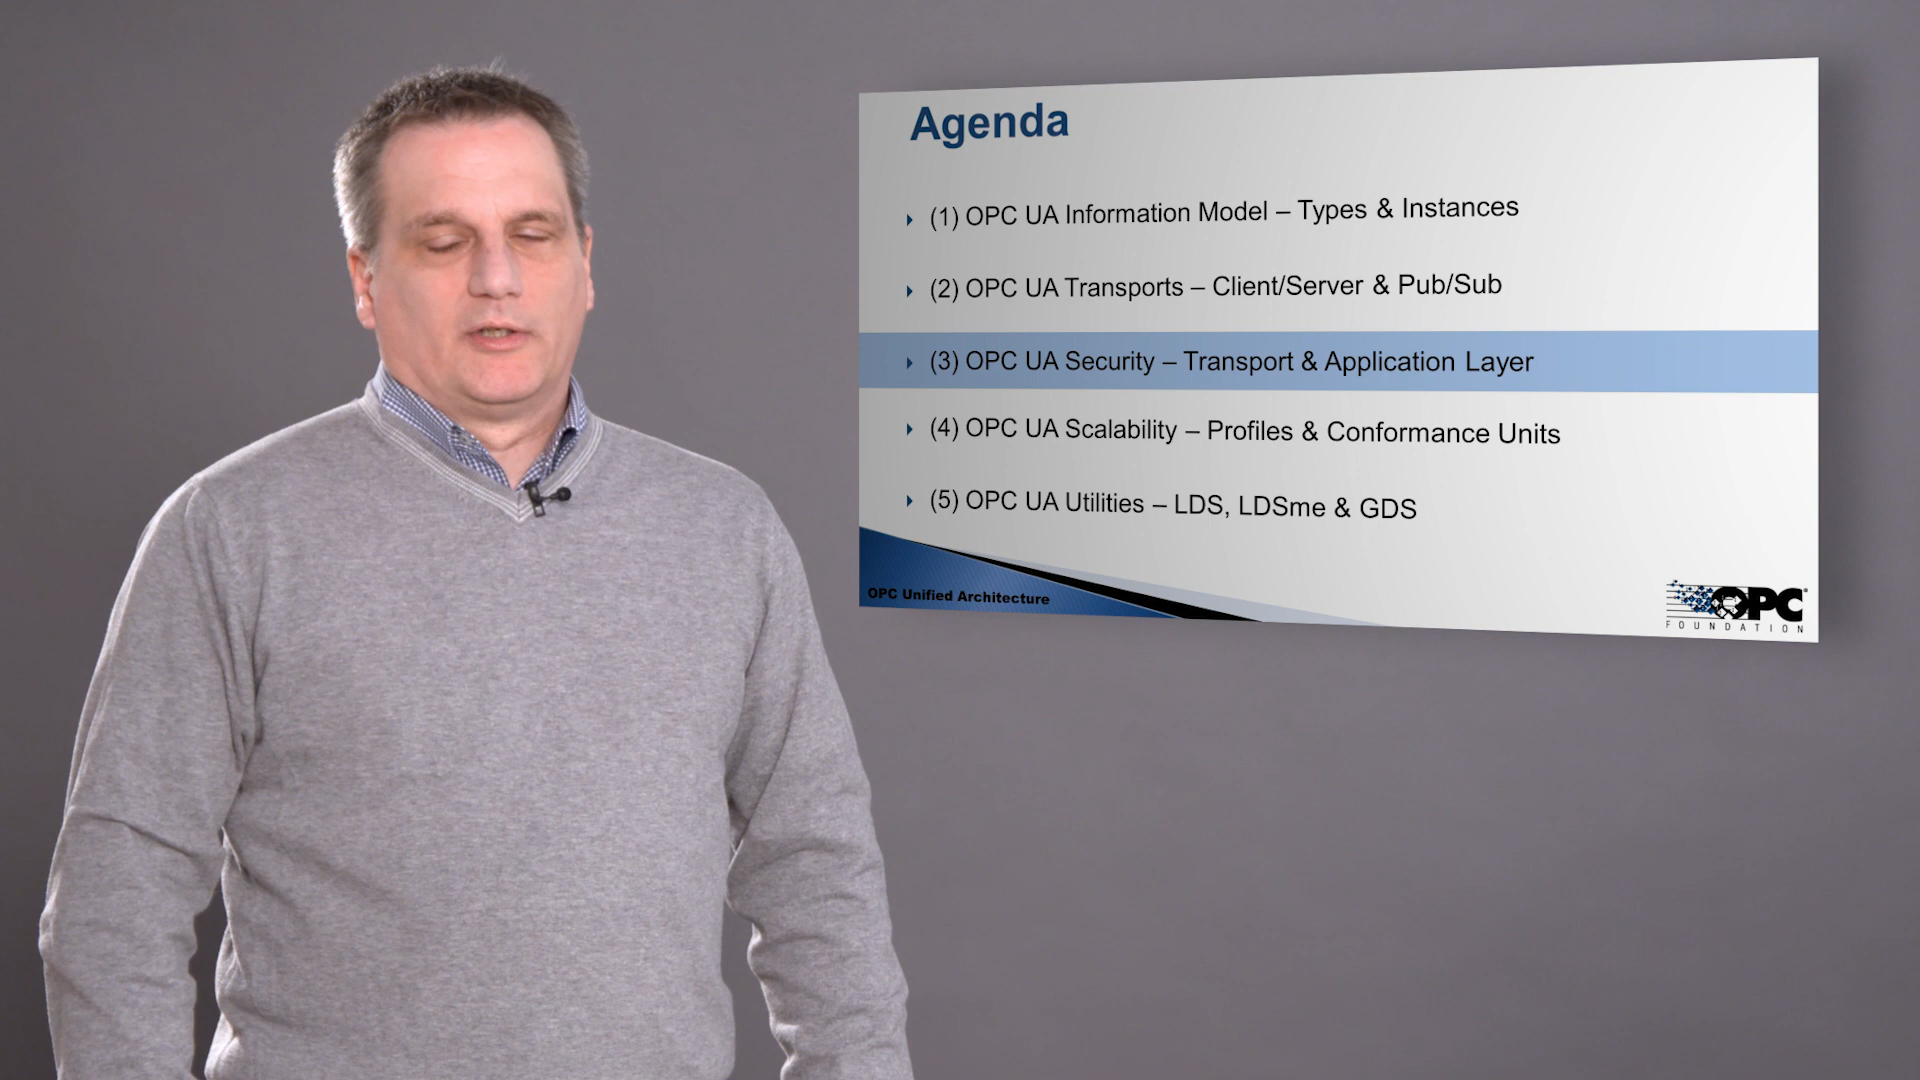 Agenda
(1) OPC UA Information Model – Types & Instances
(2) OPC UA Transports – Client/Server & Pub/Sub
(3) OPC UA Security – Transport & Application Layer
(4) OPC UA Scalability – Profiles & Conformance Units
(5) OPC UA Utilities – LDS, LDSme & GDS
OPC Unified Architecture
OPC®
FOUNDATION